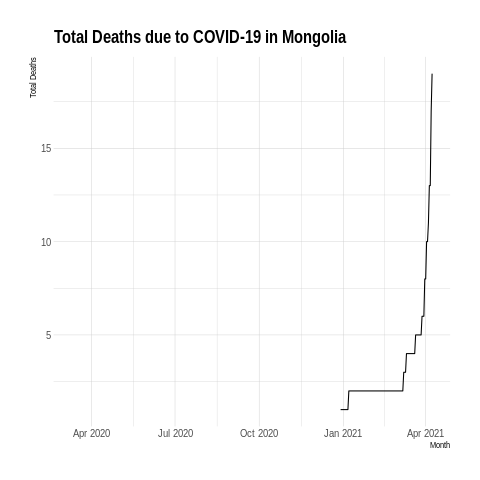 Total Deaths due to COVID-19 in Mongolia
Total Deaths
15
10
5
Apr 2020 Jul 2020 Oct 2020 Jan 2021 Apr 2021
Month